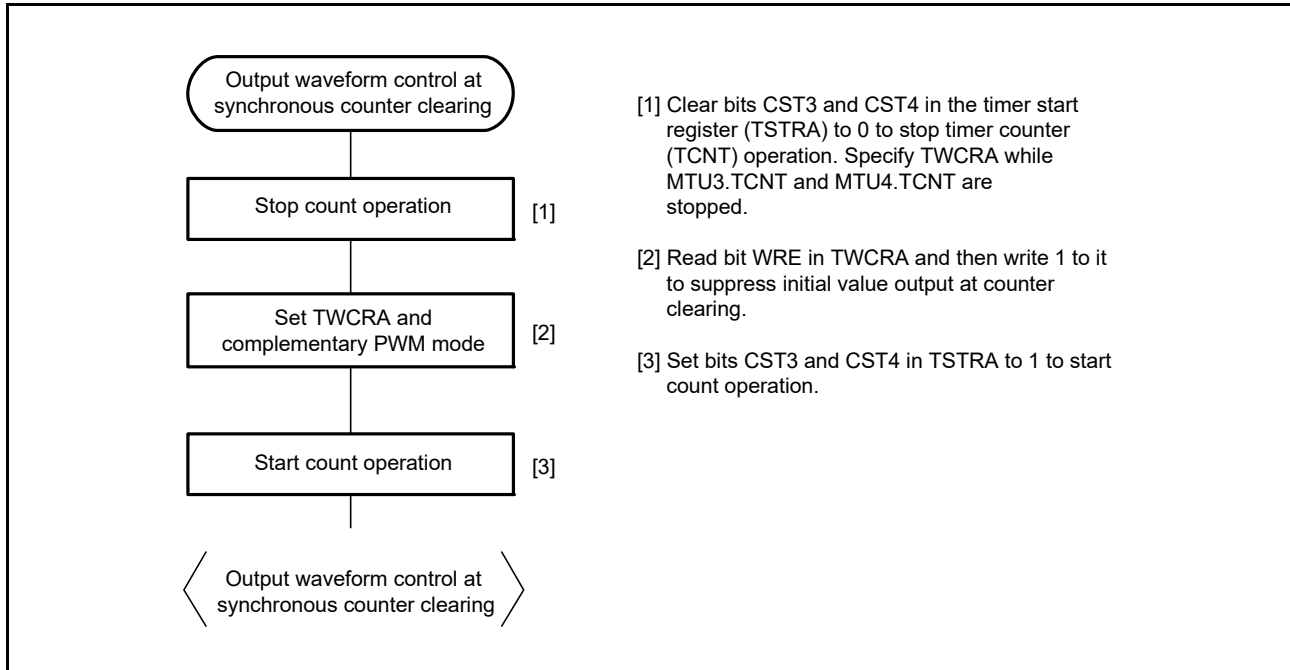 Output waveform control at
synchronous counter clearing
Stop count operation
[1]
Set TWCRA and
complementary PWM mode
[2]
Start count operation
[3]
Output waveform control at
synchronous counter clearing
[1] Clear bits CST3 and CST4 in the timer start
register (TSTRA) to 0 to stop timer counter
(TCNT) operation. Specify TWCRA while
MTU3.TCNT and MTU4.TCNT are
stopped.
[2] Read bit WRE in TWCRA and then write 1 to it
to suppress initial value output at counter
clearing.
[3] Set bits CST3 and CST4 in TSTRA to 1 to start
count operation.